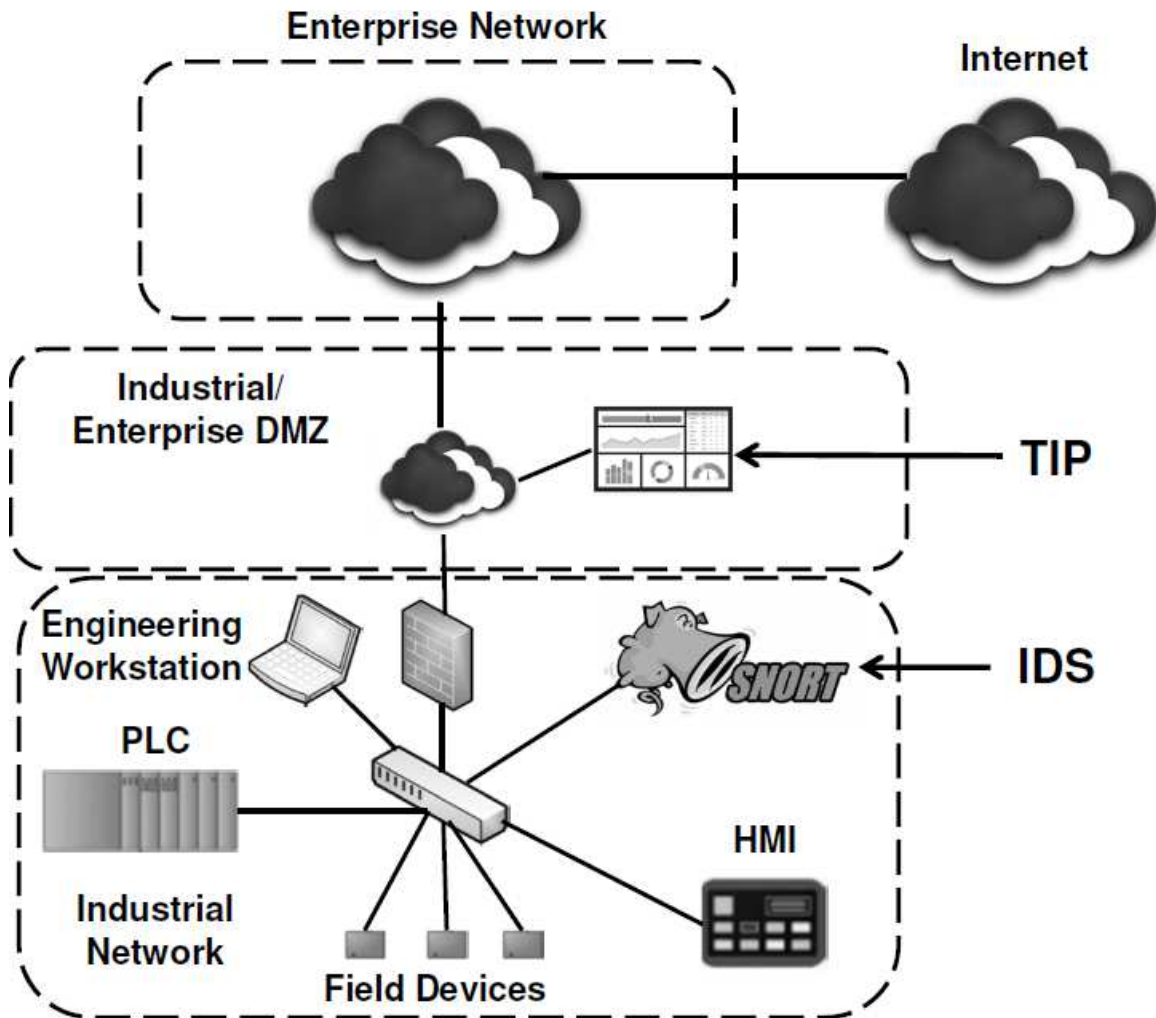 Enterprise Network
Internet
Industrial/
Enterprise DMZ
TIP
Engineering
Workstation
SNORT
IDS
PLC
HMI
Industrial
Network
Field Devices